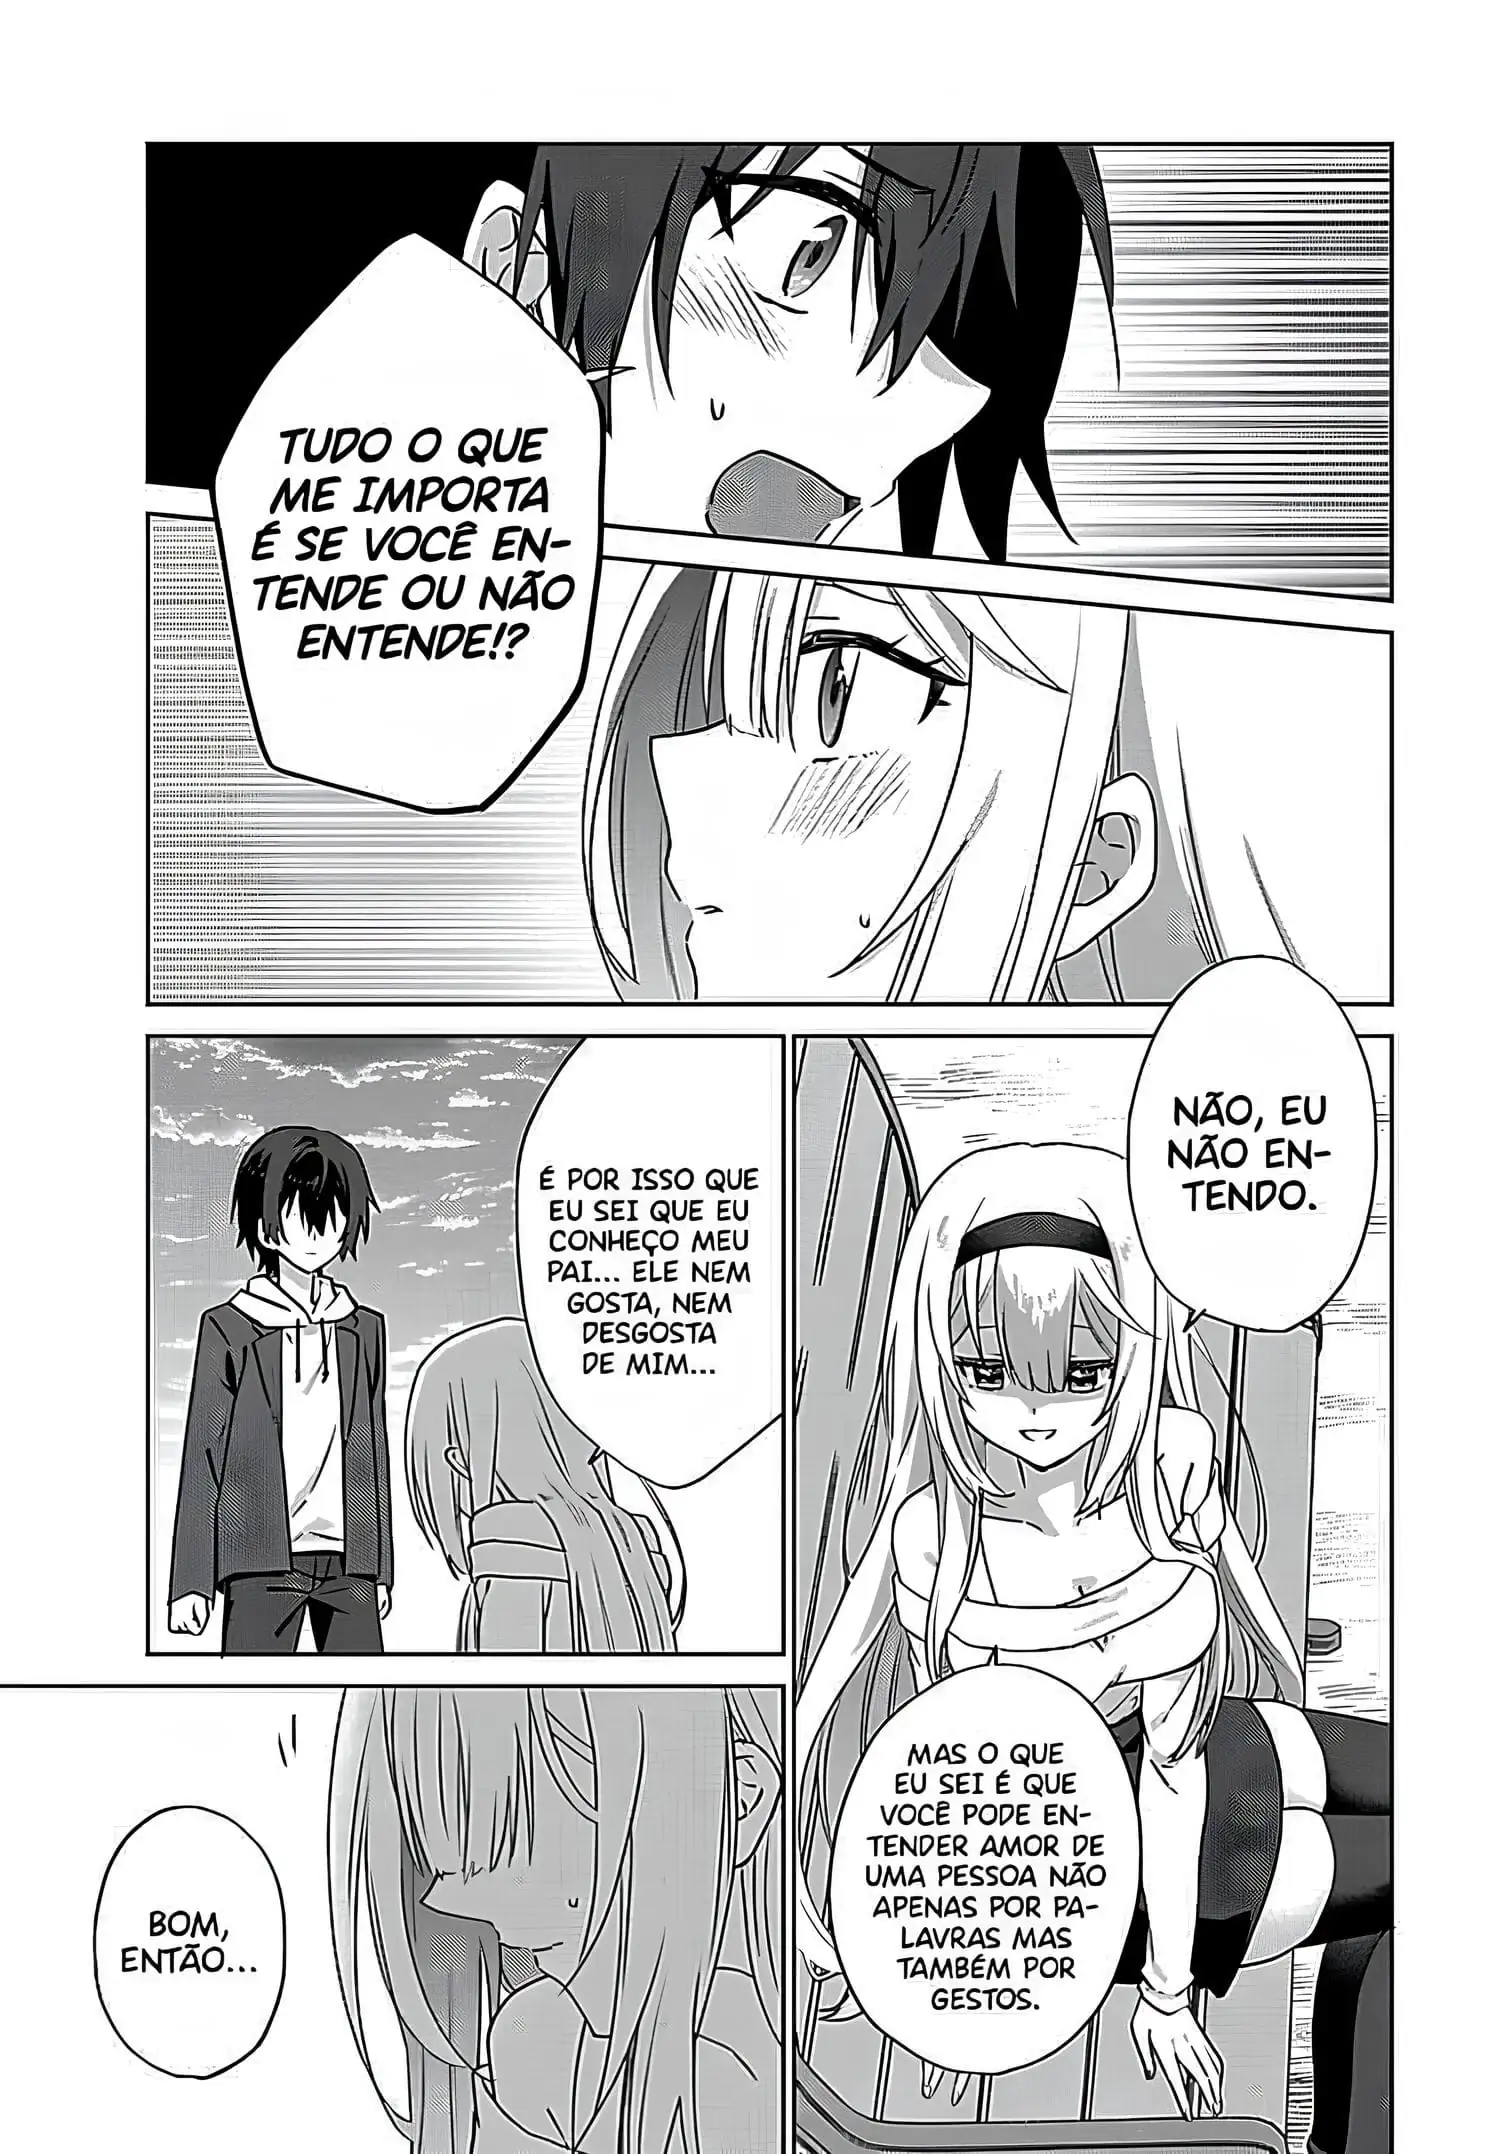 TUDO O QUE
ME IMPORTA
É SE VOCÊ EN-
TENDE OU NÃO
ENTENDE!?
NÃO, EU
NÃO EN-
TENDO.
MAS O QUE
EU SEI É QUE
VOCÊ PODE EN-
TENDER AMOR DE
UMA PESSOA NÃO
APENAS POR PA-
LAVRAS MAS
TAMBÉM POR
GESTOS.
É POR ISSO QUE
EU SEI QUE EU
CONHEÇO MEU
PAI... ELE NEM
GOSTA, NEM
DESGOSTA
DE MIM...
BOM,
ENTÃO...